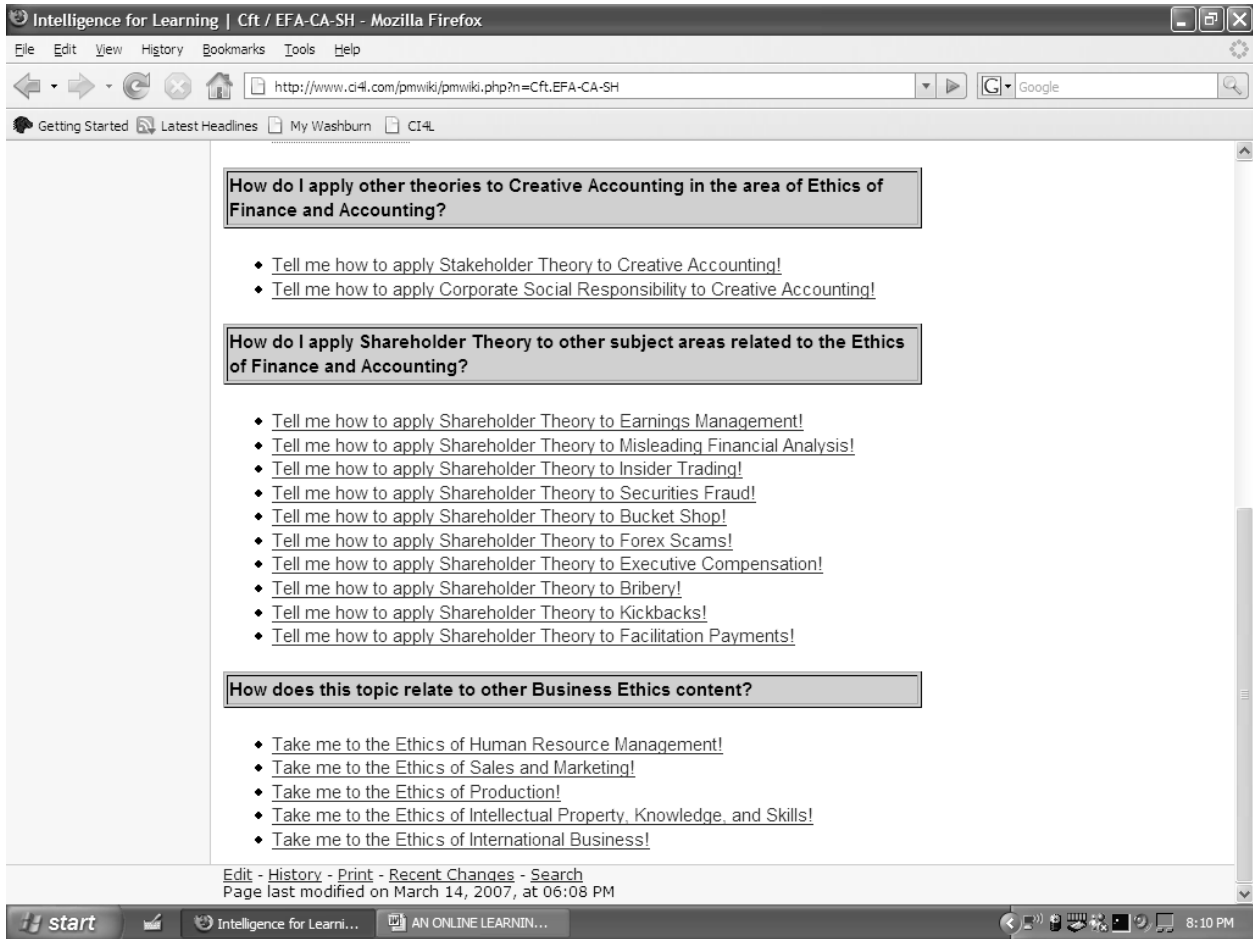 Intelligence for Learning | Cft / EFA-CA-SH - Mozilla Firefox
File Edit View History Bookmarks Tools Help
http://www.ci4l.com/pmwiki/pmwiki.php?n=Cft.EFA-CA-SH
G Google
Getting Started Latest Headlines My Washburn CI4L
How do I apply other theories to Creative Accounting in the area of Ethics of
Finance and Accounting?
Tell me how to apply Stakeholder Theory to Creative Accounting!
Tell me how to apply Corporate Social Responsibility to Creative Accounting!
How do I apply Shareholder Theory to other subject areas related to the Ethics
of Finance and Accounting?
Tell me how to apply Shareholder Theory to Earnings Management!
Tell me how to apply Shareholder Theory to Misleading Financial Analysis!
Tell me how to apply Shareholder Theory to Insider Trading!
Tell me how to apply Shareholder Theory to Securities Fraud!
Tell me how to apply Shareholder Theory to Bucket Shop!
Tell me how to apply Shareholder Theory to Forex Scams!
Tell me how to apply Shareholder Theory to Executive Compensation!
Tell me how to apply Shareholder Theory to Bribery!
Tell me how to apply Shareholder Theory to Kickbacks!
Tell me how to apply Shareholder Theory to Facilitation Payments!
How does this topic relate to other Business Ethics content?
Take me to the Ethics of Human Resource Management!
Take me to the Ethics of Sales and Marketing!
Take me to the Ethics of Production!
Take me to the Ethics of Intellectual Property, Knowledge, and Skills!
Take me to the Ethics of International Business!
Edit - History - Print - Recent Changes - Search
Page last modified on March 14, 2007, at 06:08 PM
start Intelligence for Learni... AN ONLINE LEARNIN... 8:10 PM